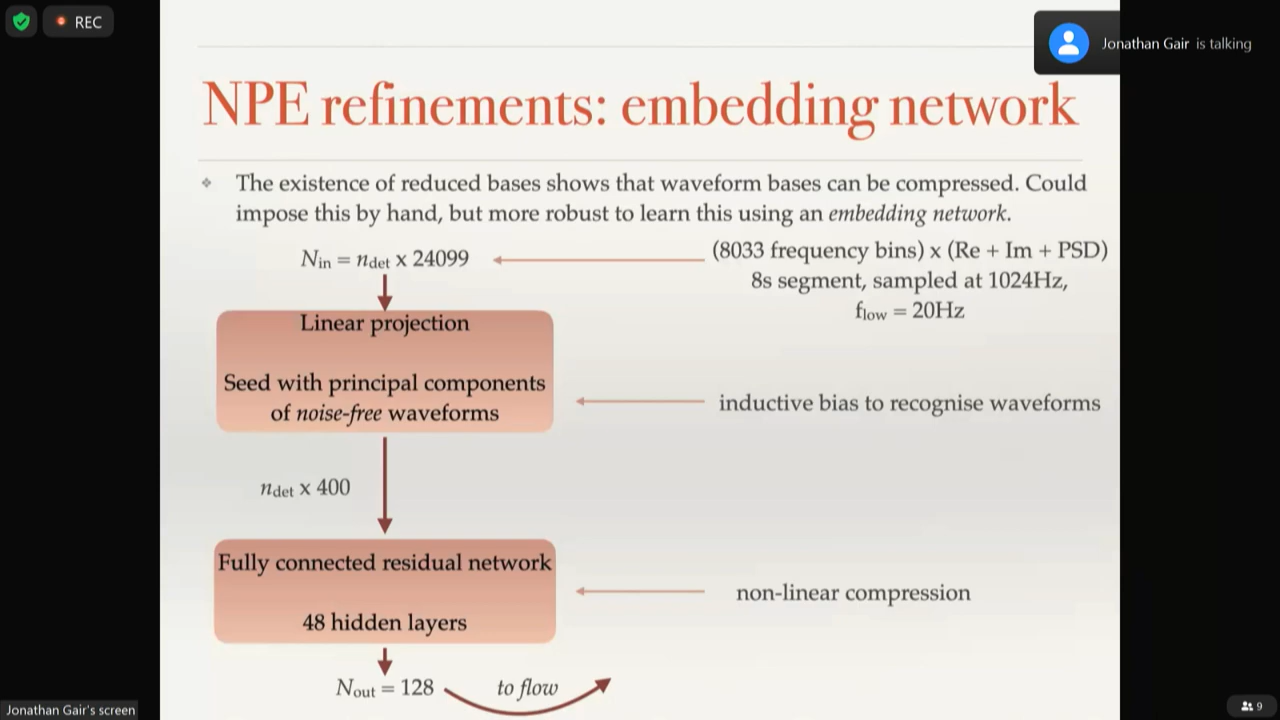 REC
Jonathan Gair is talking
NPE refinements: embedding network
The existence of reduced bases shows that waveform bases can be compressed. Could
impose this by hand, but more robust to learn this using an embedding network.
N_in = n_det x 24099
(8033 frequency bins) x (Re + Im + PSD)
8s segment, sampled at 1024Hz,
f_low = 20Hz
Linear projection
Seed with principal components
of noise-free waveforms
inductive bias to recognise waveforms
n_det x 400
Fully connected residual network
48 hidden layers
non-linear compression
N_out = 128
to flow
Jonathan Gair's screen
9